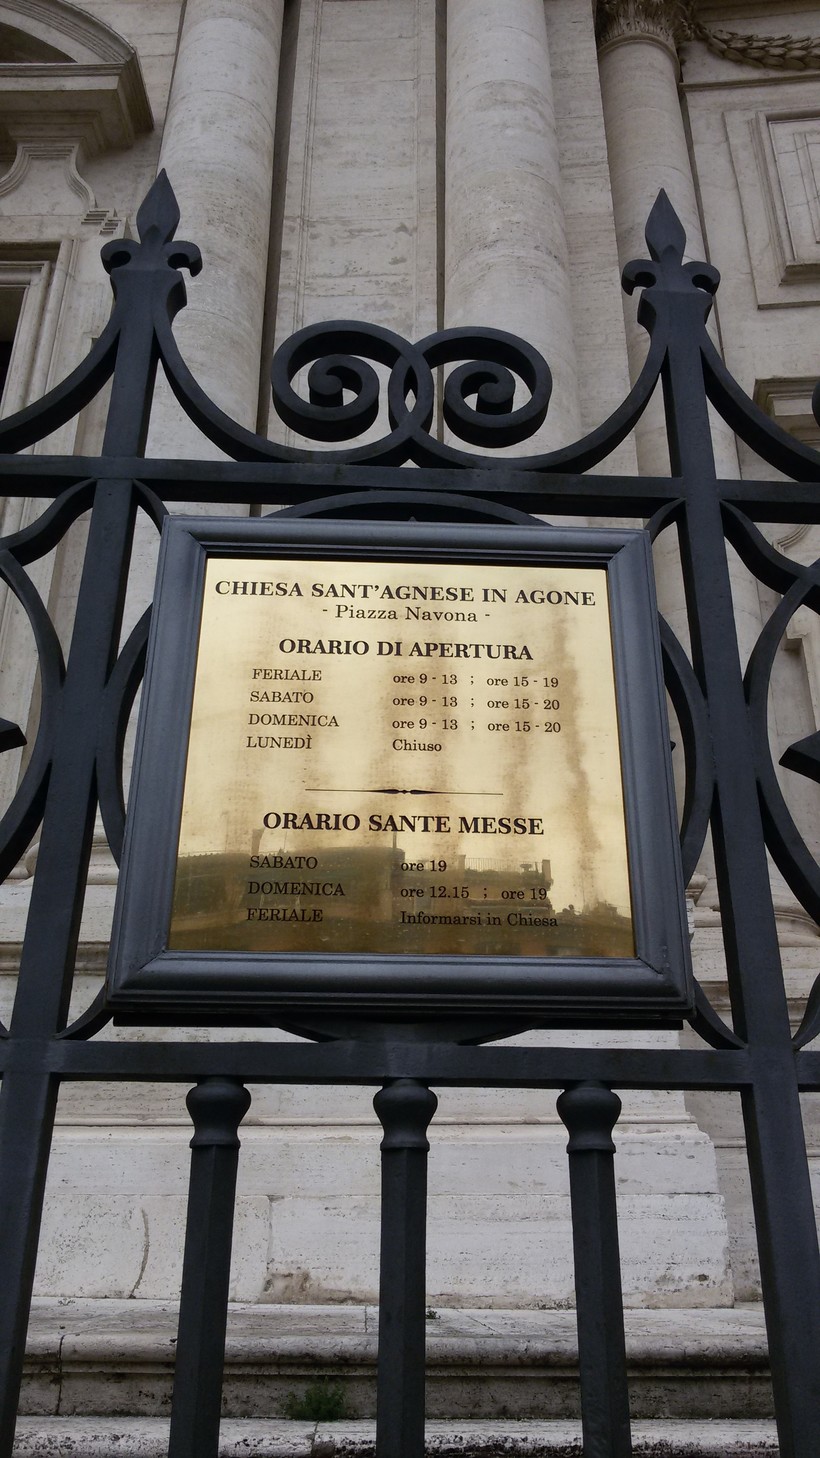 CHIESA SANT'AGNESE IN AGONE
- Piazza Navona -
ORARIO DI APERTURA
FERIALE ore 9 - 13 ; ore 15 - 19
SABATO ore 9 - 13 ; ore 15 - 20
DOMENICA ore 9 - 13 ; ore 15 - 20
LUNEDÌ Chiuso
ORARIO SANTE MESSE
SABATO ore 19
DOMENICA ore 12.15 ; ore 19
FERIALE Informarsi in Chiesa